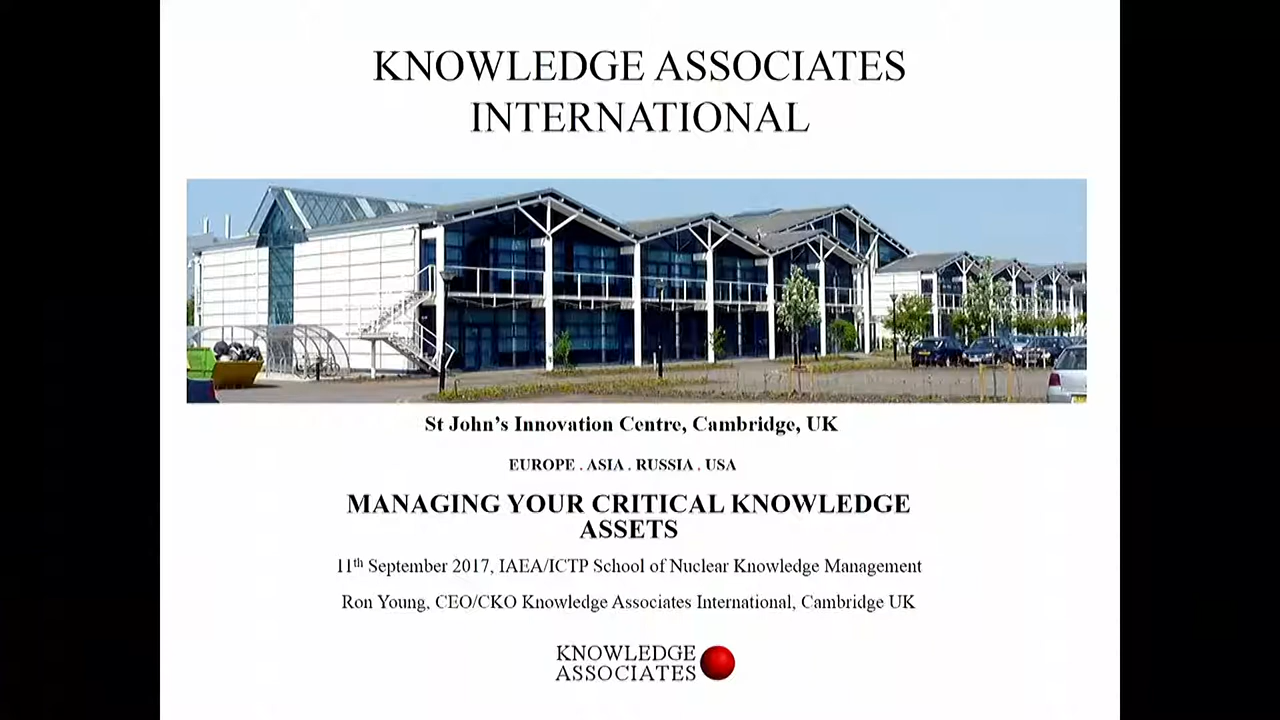 KNOWLEDGE ASSOCIATES
INTERNATIONAL
St John's Innovation Centre, Cambridge, UK
EUROPE . ASIA . RUSSIA . USA
MANAGING YOUR CRITICAL KNOWLEDGE
ASSETS
11th September 2017, IAEA/ICTP School of Nuclear Knowledge Management
Ron Young, CEO/CKO Knowledge Associates International, Cambridge UK
KNOWLEDGE
ASSOCIATES